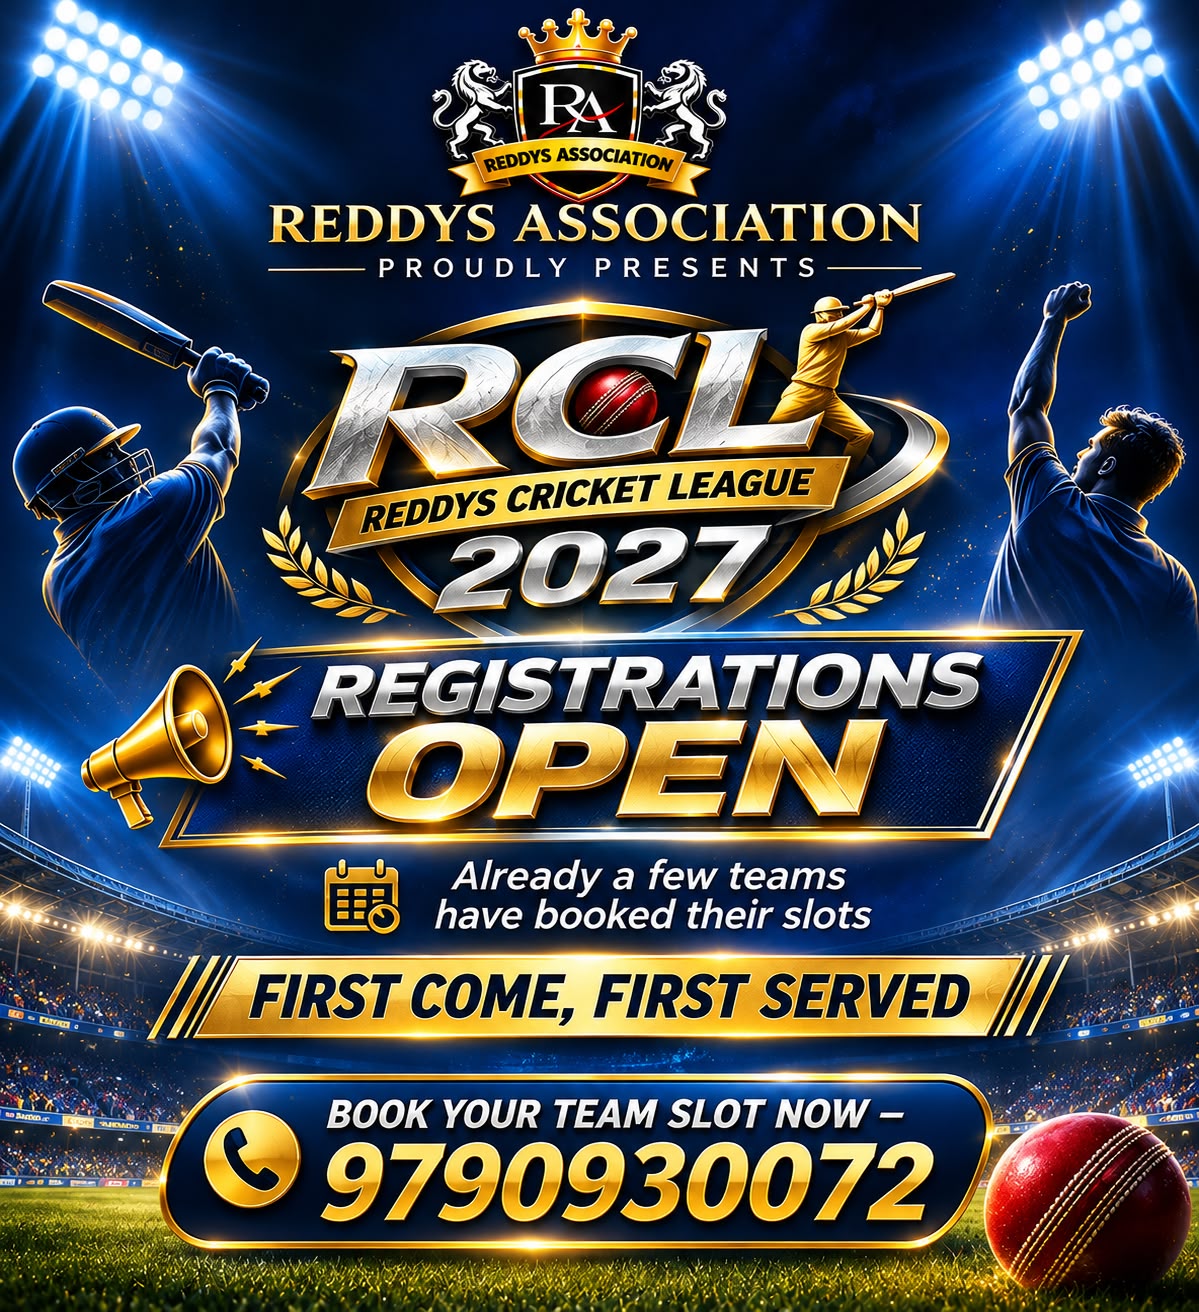 RA
REDDYS ASSOCIATION
REDDYS ASSOCIATION
PROUDLY PRESENTS
RCL
REDDYS CRICKET LEAGUE
2027
REGISTRATIONS
OPEN
Already a few teams
have booked their slots
FIRST COME, FIRST SERVED
BOOK YOUR TEAM SLOT NOW –
9790930072